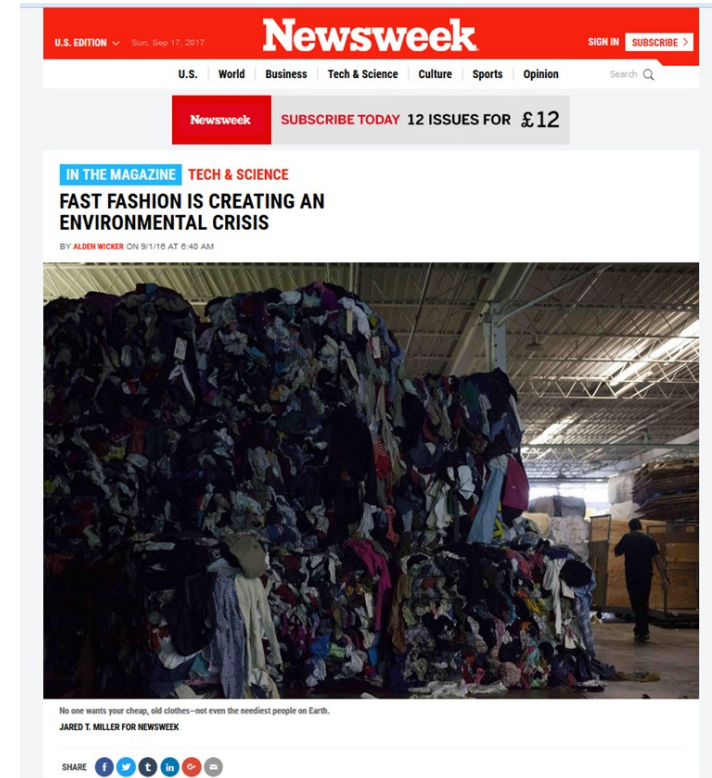 U.S. EDITION Sun, Sep 17, 2017 Newsweek SIGN IN SUBSCRIBE >
U.S. World Business Tech & Science Culture Sports Opinion Search
Newsweek SUBSCRIBE TODAY 12 ISSUES FOR £12
IN THE MAGAZINE TECH & SCIENCE
FAST FASHION IS CREATING AN
ENVIRONMENTAL CRISIS
BY ALDEN WICKER ON 9/1/16 AT 6:40 AM
No one wants your cheap, old clothes—not even the neediest people on Earth.
JARED T. MILLER FOR NEWSWEEK
SHARE